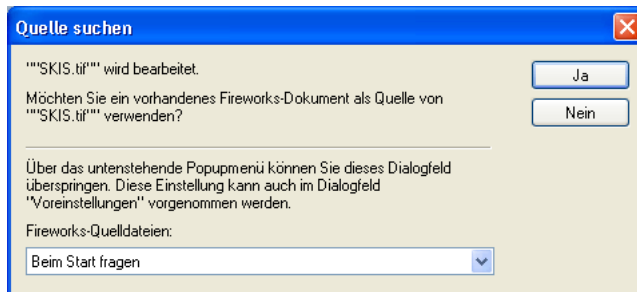 Quelle suchen
""SKIS.tif"" wird bearbeitet.
Ja
Möchten Sie ein vorhandenes Fireworks-Dokument als Quelle von
""SKIS.tif"" verwenden?
Nein
Über das untenstehende Popupmenü können Sie dieses Dialogfeld
überspringen. Diese Einstellung kann auch im Dialogfeld
"Voreinstellungen" vorgenommen werden.
Fireworks-Quelldateien:
Beim Start fragen